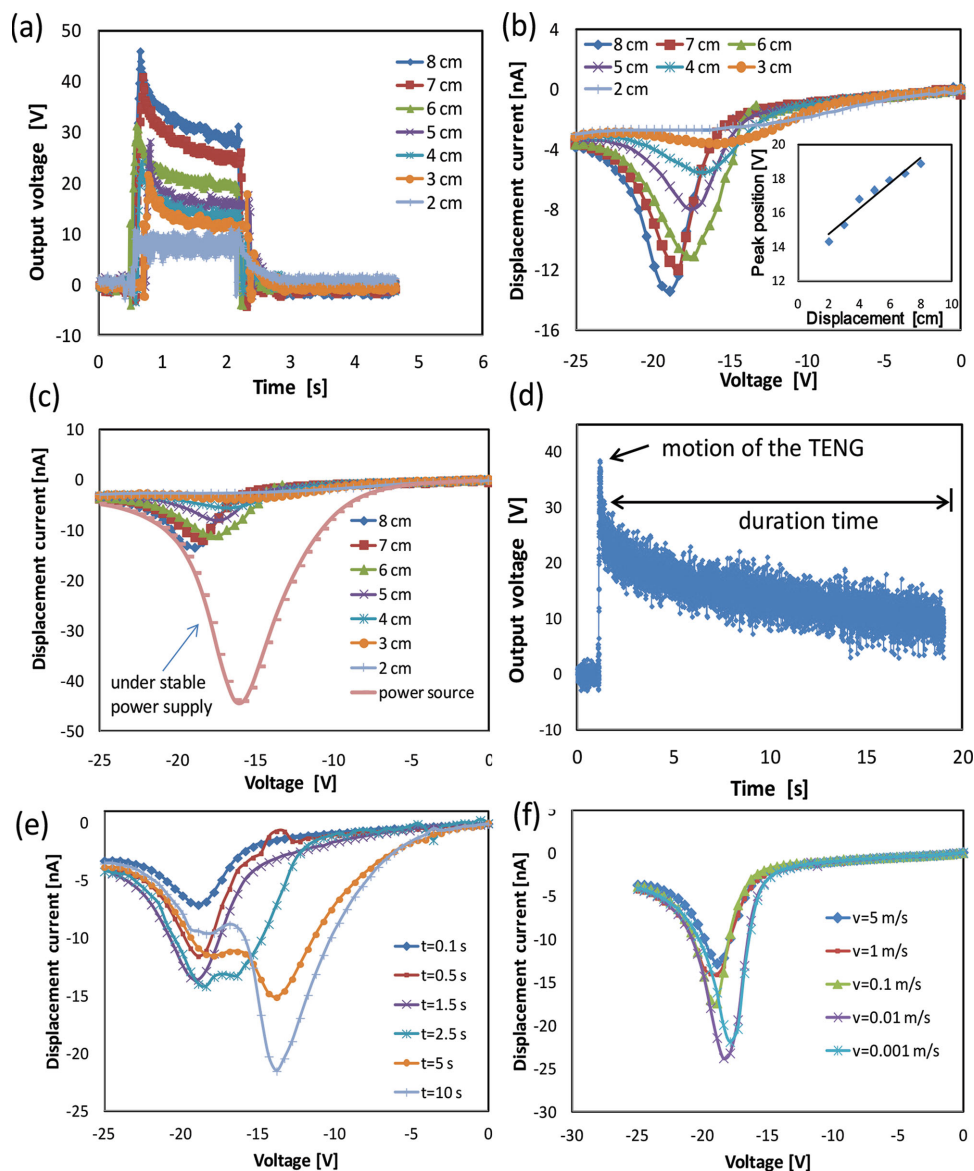 (a)
50
40
30
20
10
0
-10
0 1 2 3 4 5 6
Output voltage [V]
Time [s]
8 cm
7 cm
6 cm
5 cm
4 cm
3 cm
2 cm
(b)
4
0
-4
-8
-12
-16
-25 -20 -15 -10 -5 0
Displacement current [nA]
Voltage [V]
8 cm 7 cm 6 cm
5 cm 4 cm 3 cm
2 cm
20
18
16
14
12
0 2 4 6 8 10
Peak position [V]
Displacement [cm]
(c)
10
0
-10
-20
-30
-40
-50
-25 -20 -15 -10 -5 0
Displacement current [nA]
Voltage [V]
8 cm
7 cm
6 cm
5 cm
4 cm
3 cm
2 cm
power source
under stable
power supply
(d)
40
30
20
10
0
-10
0 5 10 15 20
Output voltage [V]
Time [s]
motion of the TENG
duration time
(e)
0
-5
-10
-15
-20
-25
-25 -20 -15 -10 -5 0
Displacement current [nA]
Voltage [V]
t=0.1 s
t=0.5 s
t=1.5 s
t=2.5 s
t=5 s
t=10 s
(f)
5
0
-5
-10
-15
-20
-25
-30
-30 -25 -20 -15 -10 -5 0
Displacement current [nA]
Voltage [V]
v=5 m/s
v=1 m/s
v=0.1 m/s
v=0.01 m/s
v=0.001 m/s